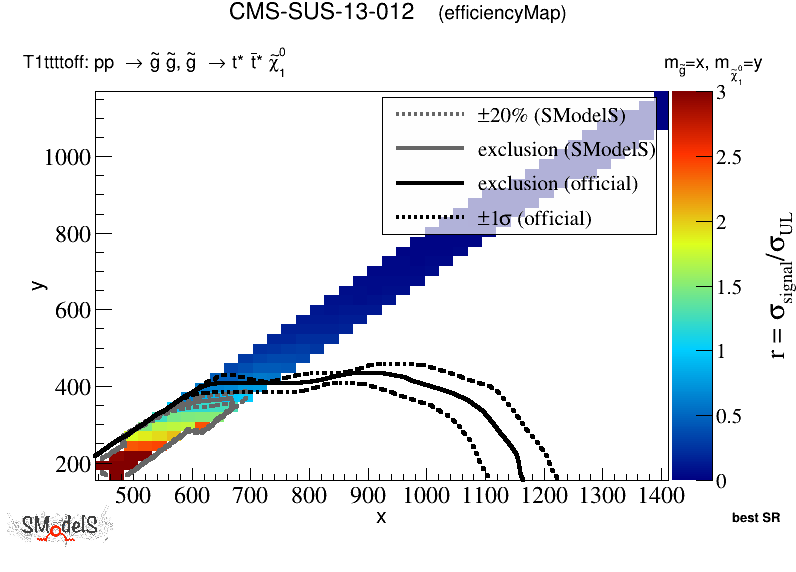 CMS-SUS-13-012 (efficiencyMap)
T1ttttoff: pp → g̃ g̃, g̃ → t* t̄* χ̃₁⁰
m_g̃=x, m_χ̃₁⁰=y
±20% (SModelS)
exclusion (SModelS)
exclusion (official)
±1σ (official)
y
1000
800
600
400
200
500 600 700 800 900 1000 1100 1200 1300 1400
x
3
2.5
2
1.5
1
0.5
0
r = σ_signal/σ_UL
best SR
SModelS